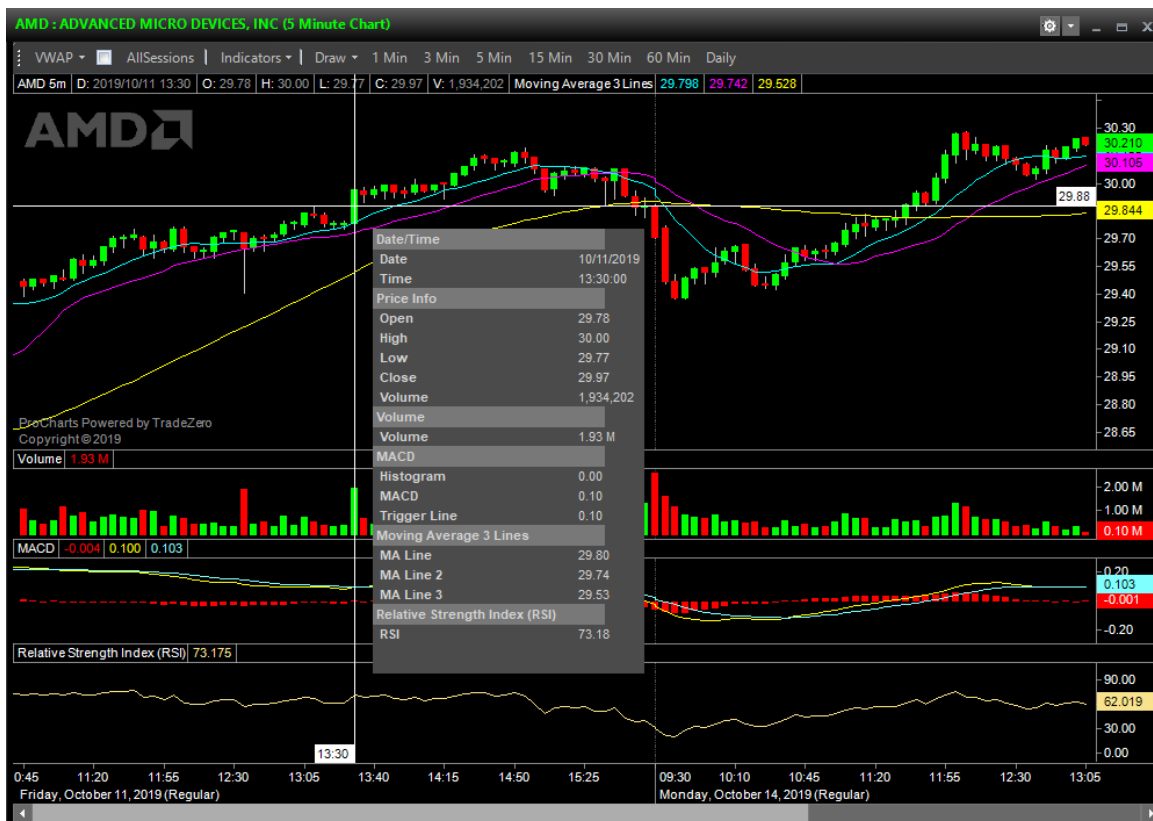 AMD : ADVANCED MICRO DEVICES, INC (5 Minute Chart)
VWAP AllSessions Indicators Draw 1 Min 3 Min 5 Min 15 Min 30 Min 60 Min Daily
AMD 5m D: 2019/10/11 13:30 O: 29.78 H: 30.00 L: 29.77 C: 29.97 V: 1,934,202 Moving Average 3 Lines 29.798 29.742 29.528
AMD
30.30
30.210
30.105
30.00
29.88
29.844
29.70
29.55
29.40
29.25
29.10
28.95
28.80
28.65
Date/Time
Date 10/11/2019
Time 13:30:00
Price Info
Open 29.78
High 30.00
Low 29.77
Close 29.97
Volume 1,934,202
Volume
Volume 1.93 M
MACD
Histogram 0.00
MACD 0.10
Trigger Line 0.10
Moving Average 3 Lines
MA Line 29.80
MA Line 2 29.74
MA Line 3 29.53
Relative Strength Index (RSI)
RSI 73.18
ProCharts Powered by TradeZero
Copyright © 2019
Volume 1.93 M
2.00 M
1.00 M
0.10 M
MACD -0.004 0.100 0.103
0.20
0.103
-0.001
-0.20
Relative Strength Index (RSI) 73.175
90.00
62.019
30.00
0.00
13:30
0:45 11:20 11:55 12:30 13:05 13:40 14:15 14:50 15:25 09:30 10:10 10:45 11:20 11:55 12:30 13:05
Friday, October 11, 2019 (Regular) Monday, October 14, 2019 (Regular)